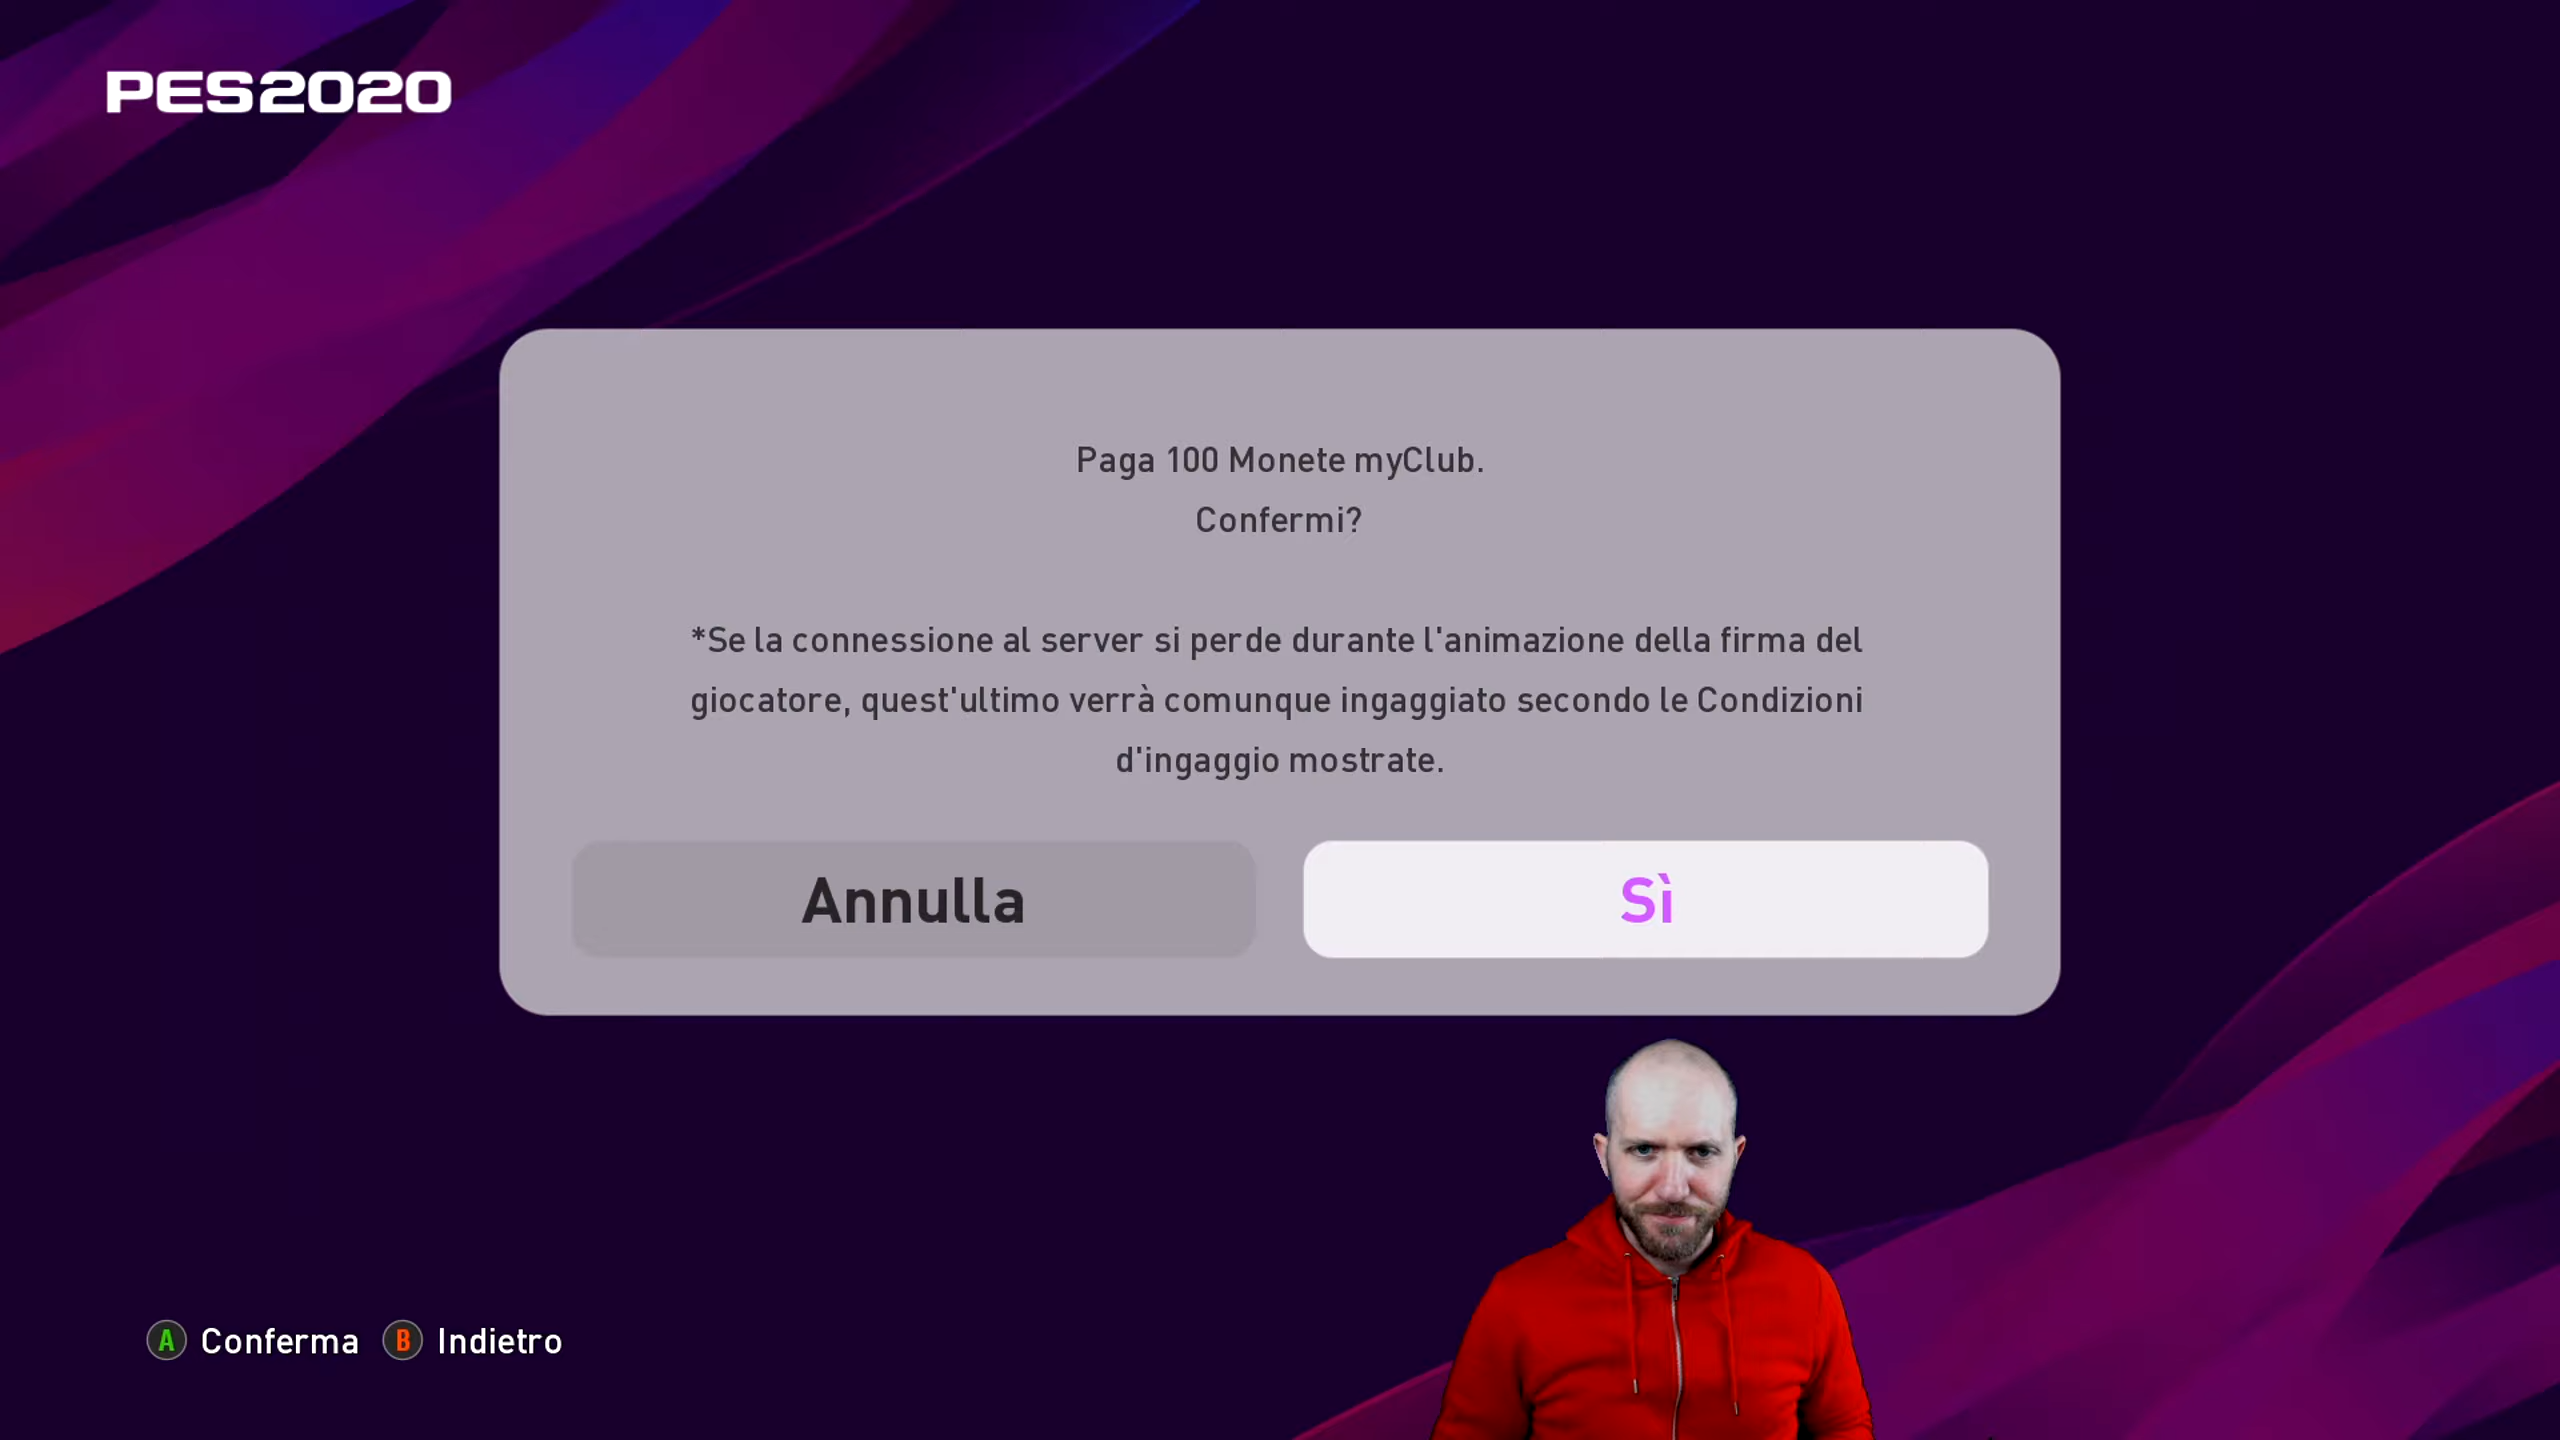 PES2020
Paga 100 Monete myClub.
Confermi?
*Se la connessione al server si perde durante l'animazione della firma del
giocatore, quest'ultimo verrà comunque ingaggiato secondo le Condizioni
d'ingaggio mostrate.
Annulla
Sì
A Conferma B Indietro